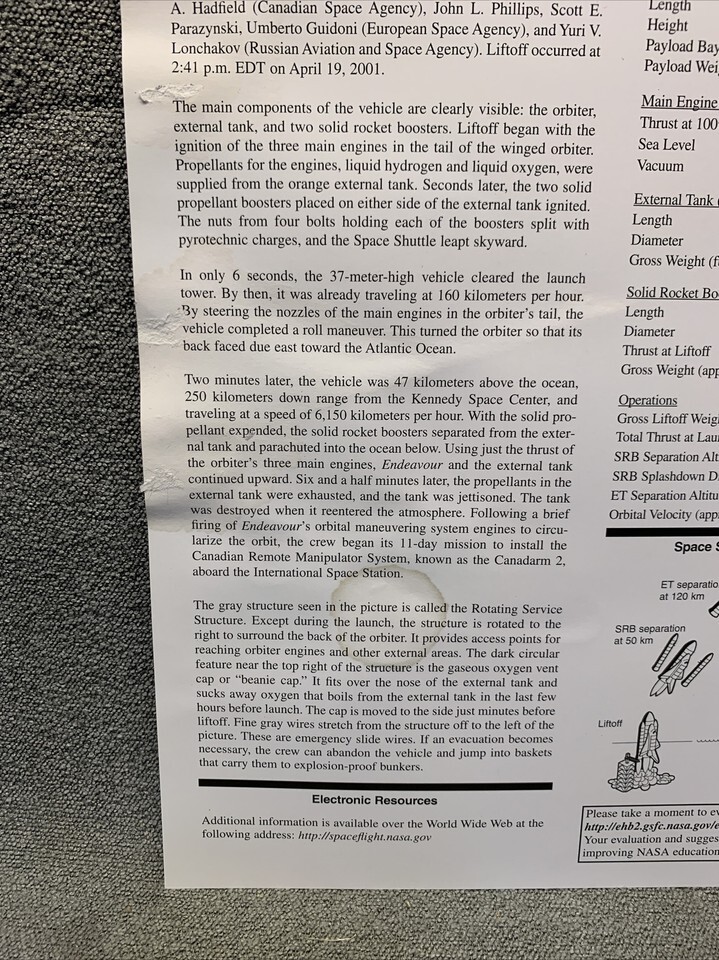 A. Hadfield (Canadian Space Agency), John L. Phillips, Scott E.
Parazynski, Umberto Guidoni (European Space Agency), and Yuri V.
Lonchakov (Russian Aviation and Space Agency). Liftoff occurred at
2:41 p.m. EDT on April 19, 2001.
The main components of the vehicle are clearly visible: the orbiter,
external tank, and two solid rocket boosters. Liftoff began with the
ignition of the three main engines in the tail of the winged orbiter.
Propellants for the engines, liquid hydrogen and liquid oxygen, were
supplied from the orange external tank. Seconds later, the two solid
propellant boosters placed on either side of the external tank ignited.
The nuts from four bolts holding each of the boosters split with
pyrotechnic charges, and the Space Shuttle leapt skyward.
In only 6 seconds, the 37-meter-high vehicle cleared the launch
tower. By then, it was already traveling at 160 kilometers per hour.
By steering the nozzles of the main engines in the orbiter's tail, the
vehicle completed a roll maneuver. This turned the orbiter so that its
back faced due east toward the Atlantic Ocean.
Two minutes later, the vehicle was 47 kilometers above the ocean,
250 kilometers down range from the Kennedy Space Center, and
traveling at a speed of 6,150 kilometers per hour. With the solid pro-
pellant expended, the solid rocket boosters separated from the exter-
nal tank and parachuted into the ocean below. Using just the thrust of
the orbiter's three main engines, Endeavour and the external tank
continued upward. Six and a half minutes later, the propellants in the
external tank were exhausted, and the tank was jettisoned. The tank
was destroyed when it reentered the atmosphere. Following a brief
firing of Endeavour's orbital maneuvering system engines to circu-
larize the orbit, the crew began its 11-day mission to install the
Canadian Remote Manipulator System, known as the Canadarm 2,
aboard the International Space Station.
The gray structure seen in the picture is called the Rotating Service
Structure. Except during the launch, the structure is rotated to the
right to surround the back of the orbiter. It provides access points for
reaching orbiter engines and other external areas. The dark circular
feature near the top right of the structure is the gaseous oxygen vent
cap or "beanie cap." It fits over the nose of the external tank and
sucks away oxygen that boils from the external tank in the last few
hours before launch. The cap is moved to the side just minutes before
liftoff. Fine gray wires stretch from the structure off to the left of the
picture. These are emergency slide wires. If an evacuation becomes
necessary, the crew can abandon the vehicle and jump into baskets
that carry them to explosion-proof bunkers.
Electronic Resources
Additional information is available over the World Wide Web at the
following address: http://spaceflight.nasa.gov
Length
Height
Payload Bay
Payload Wei
Main Engine
Thrust at 100
Sea Level
Vacuum
External Tank (
Length
Diameter
Gross Weight (f
Solid Rocket Bo
Length
Diameter
Thrust at Liftoff
Gross Weight (app
Operations
Gross Liftoff Weig
Total Thrust at Lau
SRB Separation Alt
SRB Splashdown D
ET Separation Altitu
Orbital Velocity (app
Space S
ET separatio
at 120 km
SRB separation
at 50 km
Liftoff
Please take a moment to ev
http://ehb2.gsfc.nasa.gov/e
Your evaluation and sugges
improving NASA education